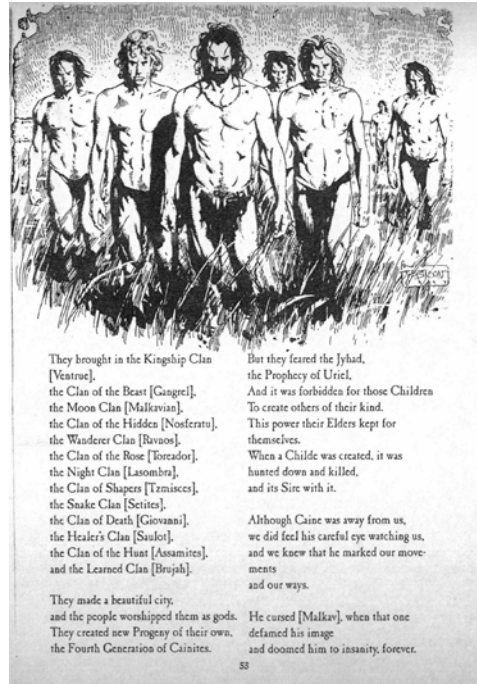 They brought in the Kingship Clan
[Ventrue],
the Clan of the Beast [Gangrel],
the Moon Clan [Malkavian],
the Clan of the Hidden [Nosferatu],
the Wanderer Clan [Ravnos],
the Clan of the Rose [Toreador],
the Night Clan [Lasombra],
the Clan of Shapers [Tzmisces],
the Snake Clan [Setites],
the Clan of Death [Giovanni],
the Healer's Clan [Saulot],
the Clan of the Hunt [Assamites],
and the Learned Clan [Brujah].
They made a beautiful city,
and the people worshipped them as gods.
They created new Progeny of their own,
the Fourth Generation of Cainites.
But they feared the Jyhad,
the Prophecy of Uriel,
And it was forbidden for those Children
To create others of their kind.
This power their Elders kept for
themselves.
When a Childe was created, it was
hunted down and killed,
and its Sire with it.
Although Caine was away from us,
we did feel his careful eye watching us,
and we knew that he marked our move-
ments
and our ways.
He cursed [Malkav], when that one
defamed his image
and doomed him to insanity, forever.
53